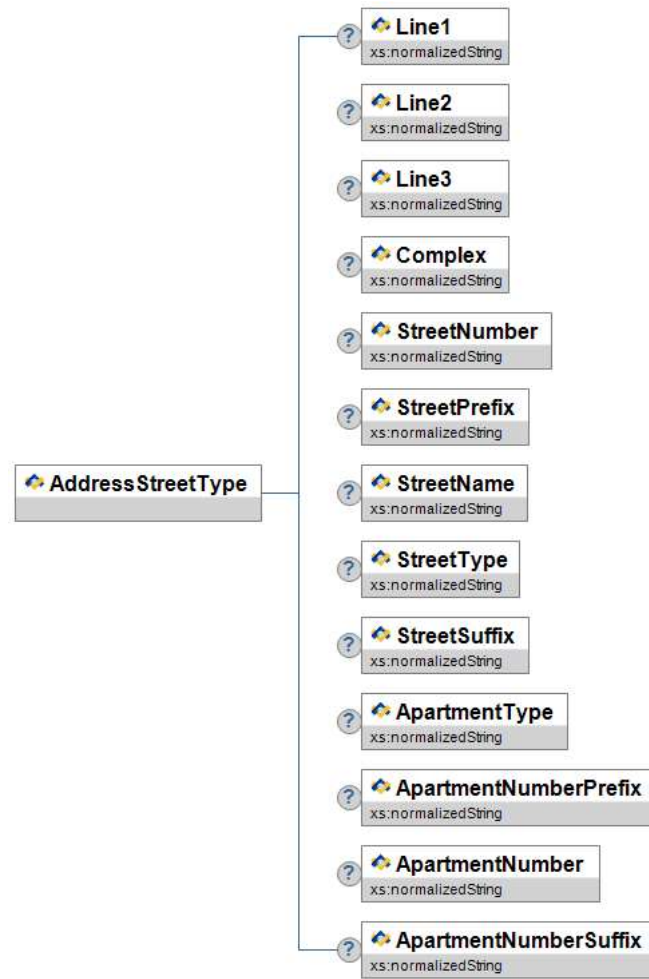 ? Line1
xs:normalizedString
? Line2
xs:normalizedString
? Line3
xs:normalizedString
? Complex
xs:normalizedString
? StreetNumber
xs:normalizedString
? StreetPrefix
xs:normalizedString
AddressStreetType
? StreetName
xs:normalizedString
? StreetType
xs:normalizedString
? StreetSuffix
xs:normalizedString
? ApartmentType
xs:normalizedString
? ApartmentNumberPrefix
xs:normalizedString
? ApartmentNumber
xs:normalizedString
? ApartmentNumberSuffix
xs:normalizedString